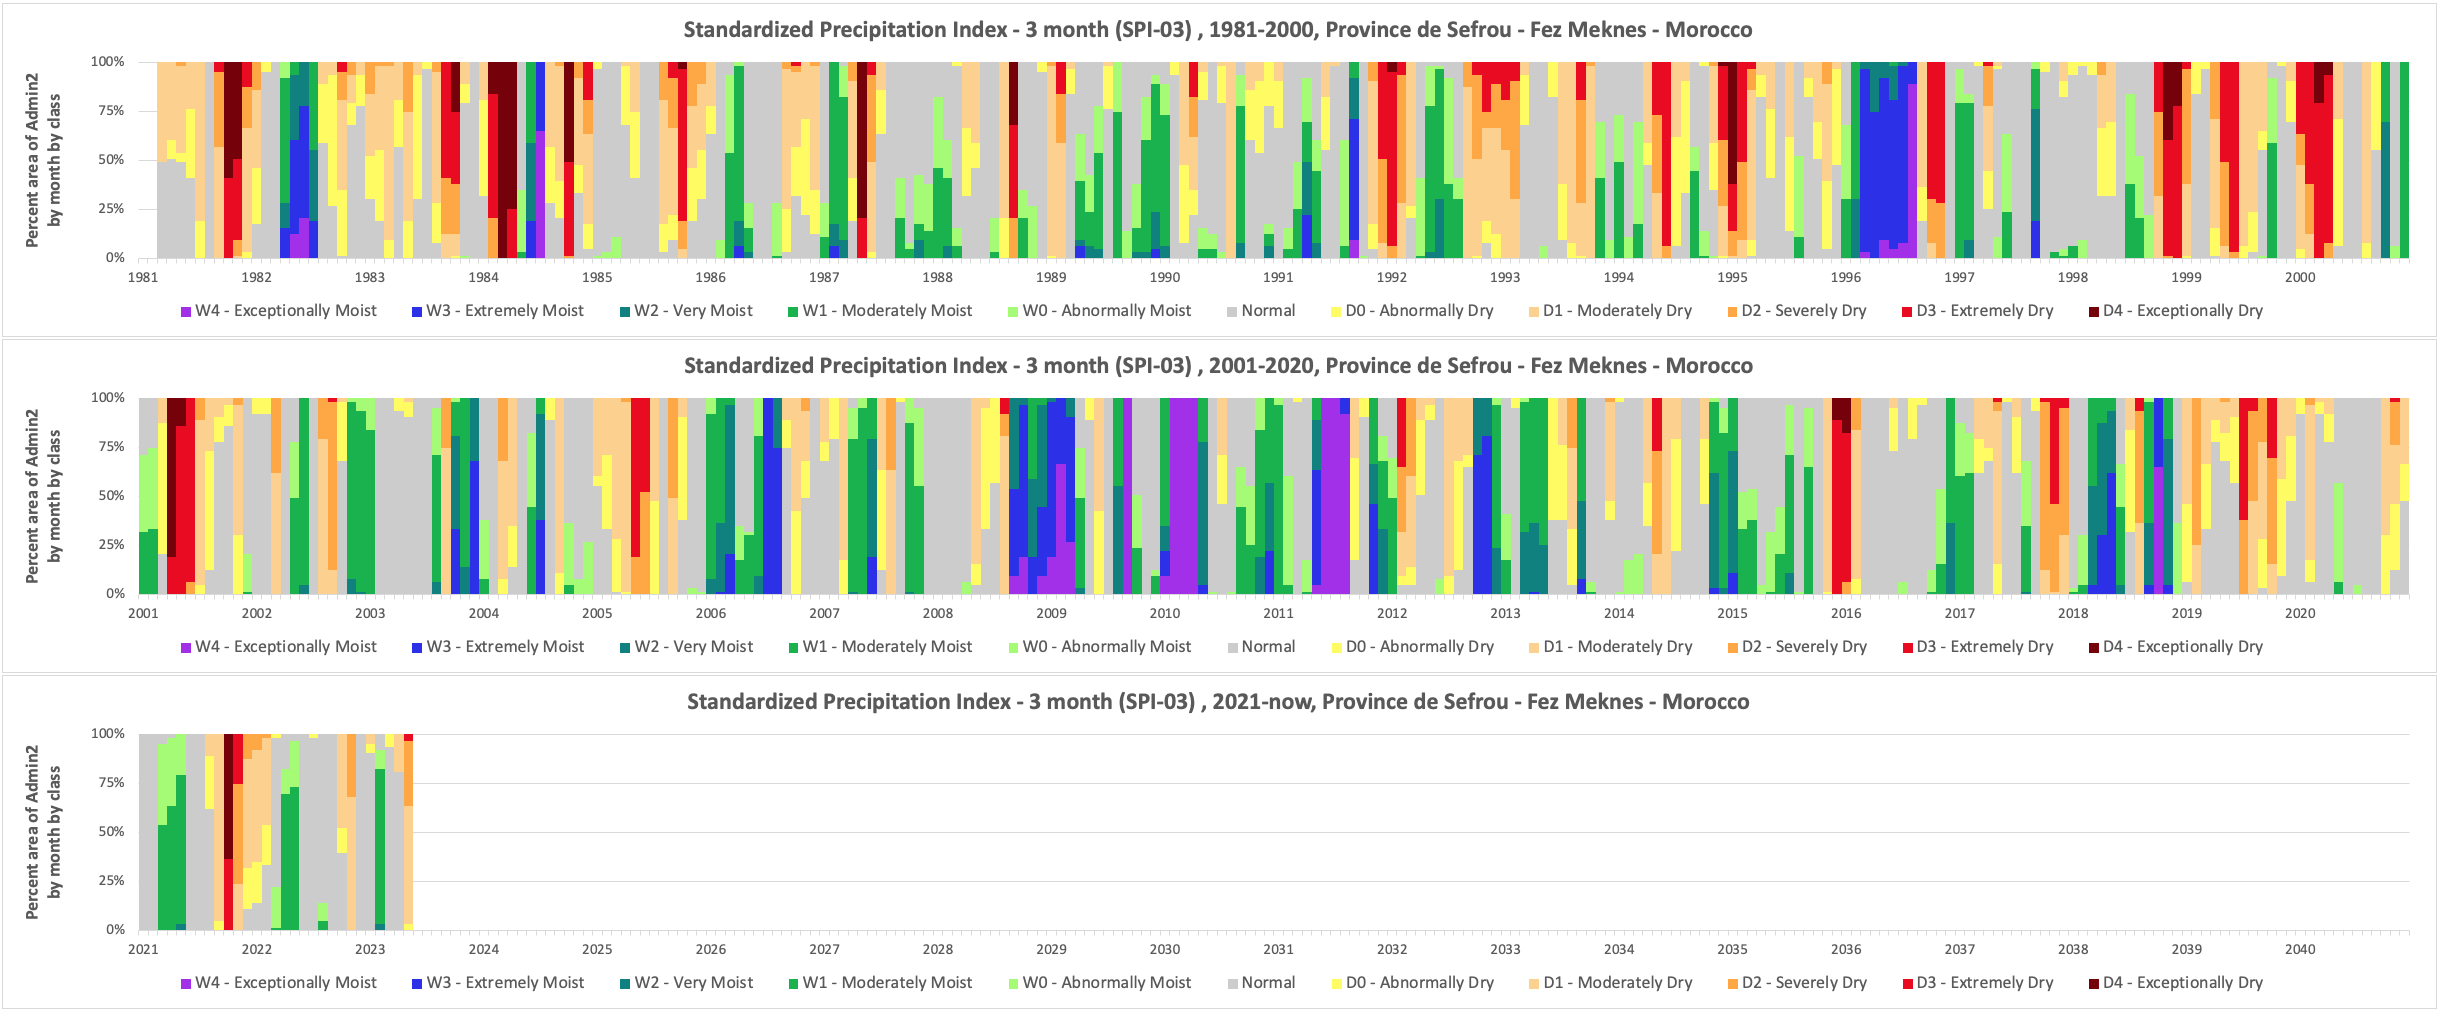 Standardized Precipitation Index - 3 month (SPI-03) , 1981-2000, Province de Sefrou - Fez Meknes - Morocco
Percent area of Admin2
by month by class
100%
75%
50%
25%
0%
1981 1982 1983 1984 1985 1986 1987 1988 1989 1990 1991 1992 1993 1994 1995 1996 1997 1998 1999 2000
W4 - Exceptionally Moist W3 - Extremely Moist W2 - Very Moist W1 - Moderately Moist W0 - Abnormally Moist Normal D0 - Abnormally Dry D1 - Moderately Dry D2 - Severely Dry D3 - Extremely Dry D4 - Exceptionally Dry
Standardized Precipitation Index - 3 month (SPI-03) , 2001-2020, Province de Sefrou - Fez Meknes - Morocco
Percent area of Admin2
by month by class
100%
75%
50%
25%
0%
2001 2002 2003 2004 2005 2006 2007 2008 2009 2010 2011 2012 2013 2014 2015 2016 2017 2018 2019 2020
W4 - Exceptionally Moist W3 - Extremely Moist W2 - Very Moist W1 - Moderately Moist W0 - Abnormally Moist Normal D0 - Abnormally Dry D1 - Moderately Dry D2 - Severely Dry D3 - Extremely Dry D4 - Exceptionally Dry
Standardized Precipitation Index - 3 month (SPI-03) , 2021-now, Province de Sefrou - Fez Meknes - Morocco
Percent area of Admin2
by month by class
100%
75%
50%
25%
0%
2021 2022 2023 2024 2025 2026 2027 2028 2029 2030 2031 2032 2033 2034 2035 2036 2037 2038 2039 2040
W4 - Exceptionally Moist W3 - Extremely Moist W2 - Very Moist W1 - Moderately Moist W0 - Abnormally Moist Normal D0 - Abnormally Dry D1 - Moderately Dry D2 - Severely Dry D3 - Extremely Dry D4 - Exceptionally Dry